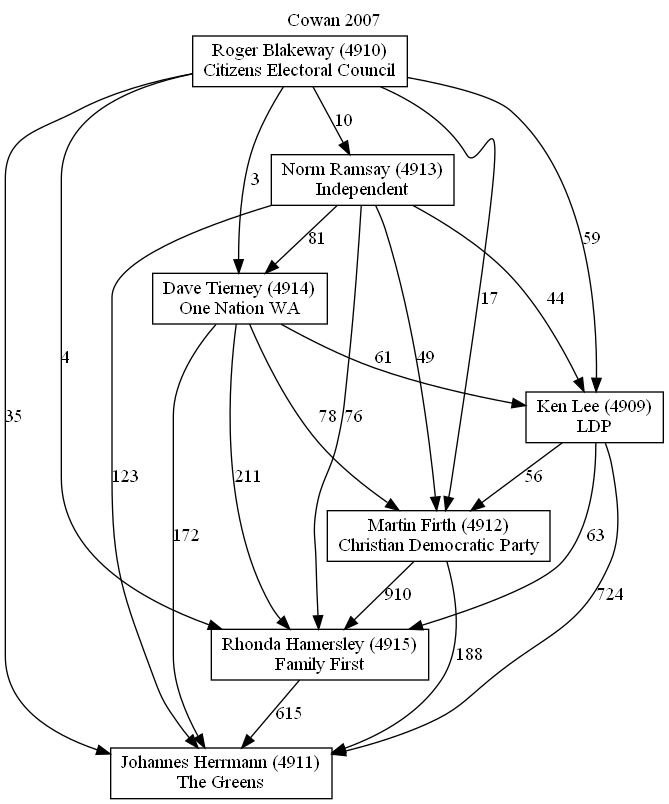 Cowan 2007
Roger Blakeway (4910)
Citizens Electoral Council
10
Norm Ramsay (4913)
Independent
3
81
59
Dave Tierney (4914)
One Nation WA
17
44
4
61
49
35
78
76
Ken Lee (4909)
LDP
123
211
56
172
Martin Firth (4912)
Christian Democratic Party
63
910
724
Rhonda Hamersley (4915)
Family First
188
615
Johannes Herrmann (4911)
The Greens